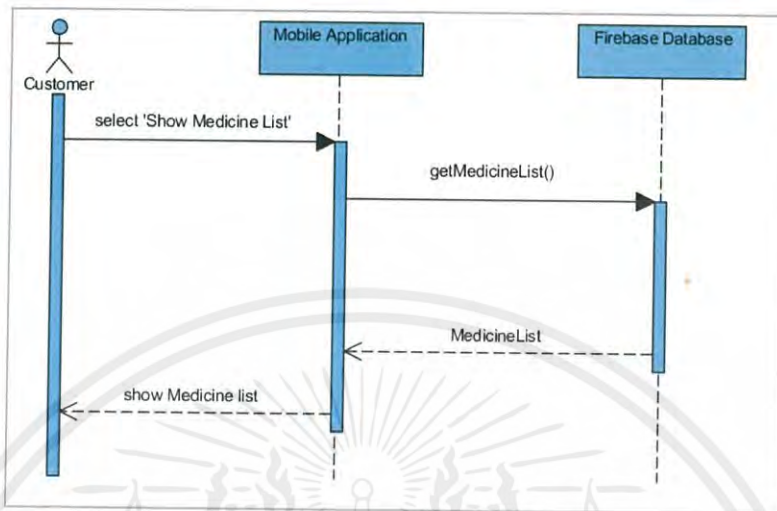 Mobile Application
Firebase Database
Customer
select 'Show Medicine List'
getMedicineList()
MedicineList
show Medicine list